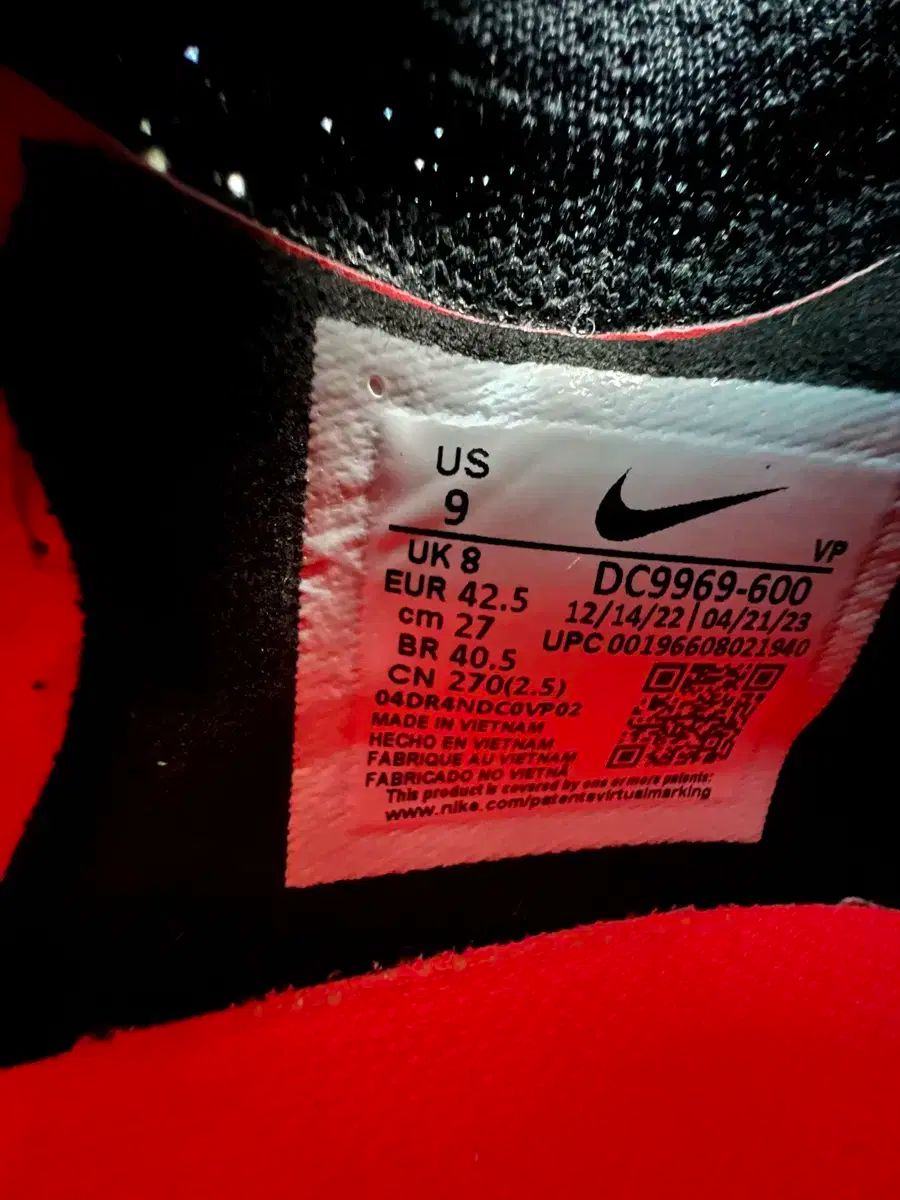 US
9
VP
UK 8
EUR 42.5
cm 27
BR 40.5
CN 270(2.5)
04DR4NDC0VP02
MADE IN VIETNAM
HECHO EN VIETNAM
FABRIQUE AU VIETNAM
FABRICADO NO VIETNÃ
DC9969-600
12/14/22 | 04/21/23
UPC 00196608021940
This product is covered by one or more patents:
www.nike.com/patentsvirtualmarking